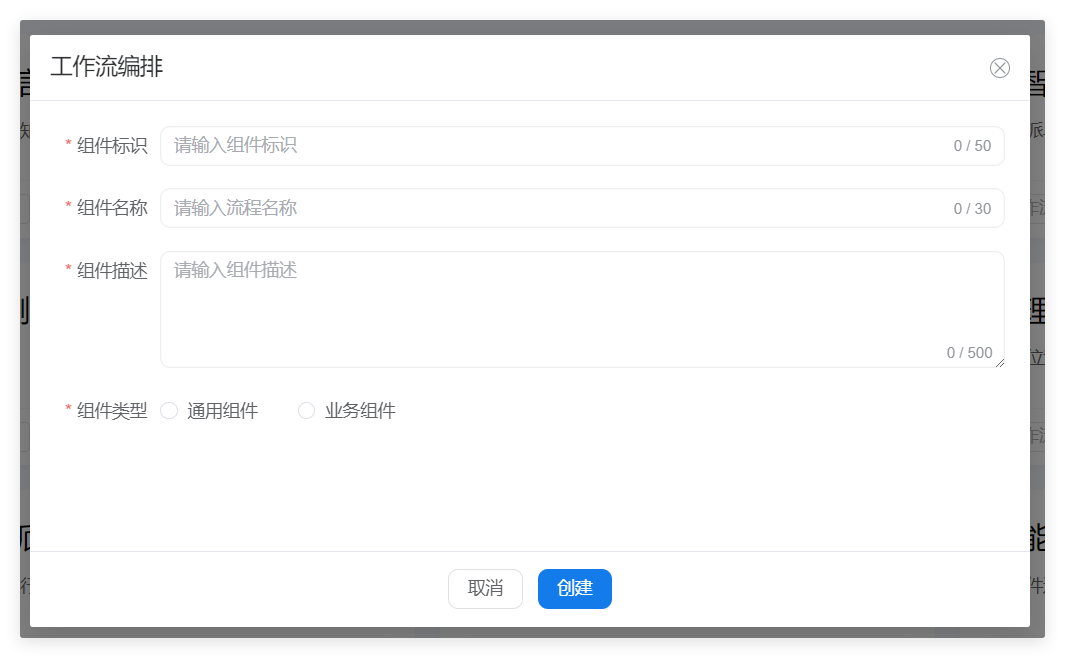 工作流编排
* 组件标识 请输入组件标识 0 / 50
* 组件名称 请输入流程名称 0 / 30
* 组件描述 请输入组件描述
0 / 500
* 组件类型 通用组件 业务组件
取消 创建